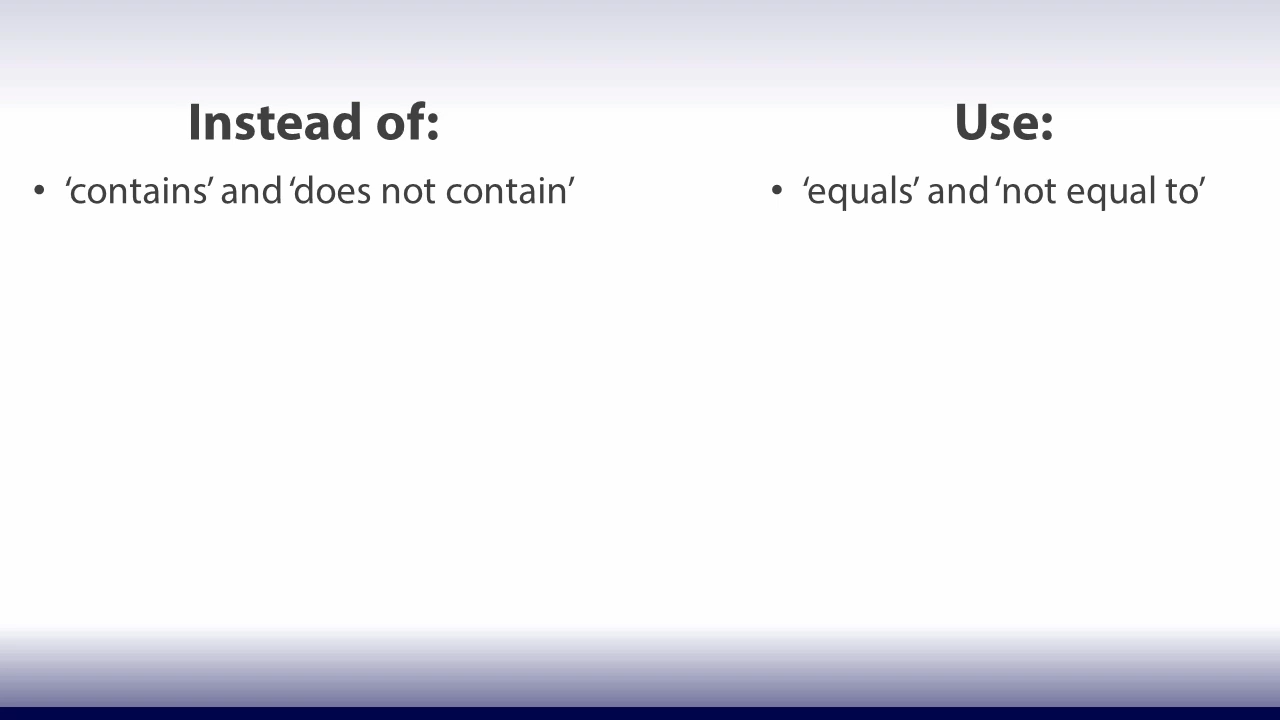 Instead of:
• ‘contains’ and ‘does not contain’
Use:
• ‘equals’ and ‘not equal to’